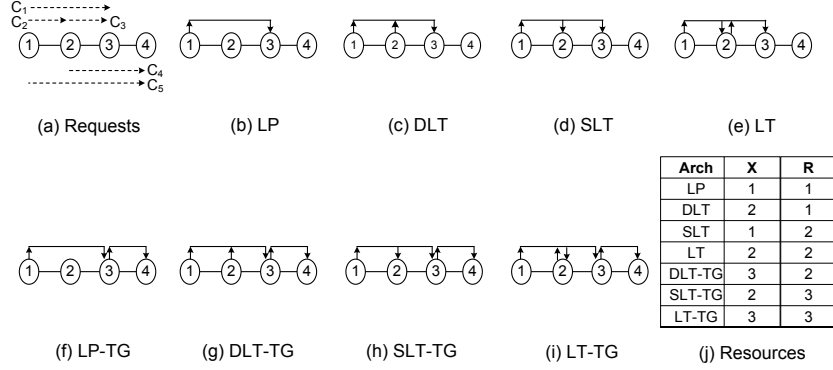 C1
C2 C3
1 2 3 4
C4
C5
(a) Requests
1 2 3 4
(b) LP
1 2 3 4
(c) DLT
1 2 3 4
(d) SLT
1 2 3 4
(e) LT
1 2 3 4
(f) LP-TG
1 2 3 4
(g) DLT-TG
1 2 3 4
(h) SLT-TG
1 2 3 4
(i) LT-TG
Arch X R
LP 1 1
DLT 2 1
SLT 1 2
LT 2 2
DLT-TG 3 2
SLT-TG 2 3
LT-TG 3 3
(j) Resources